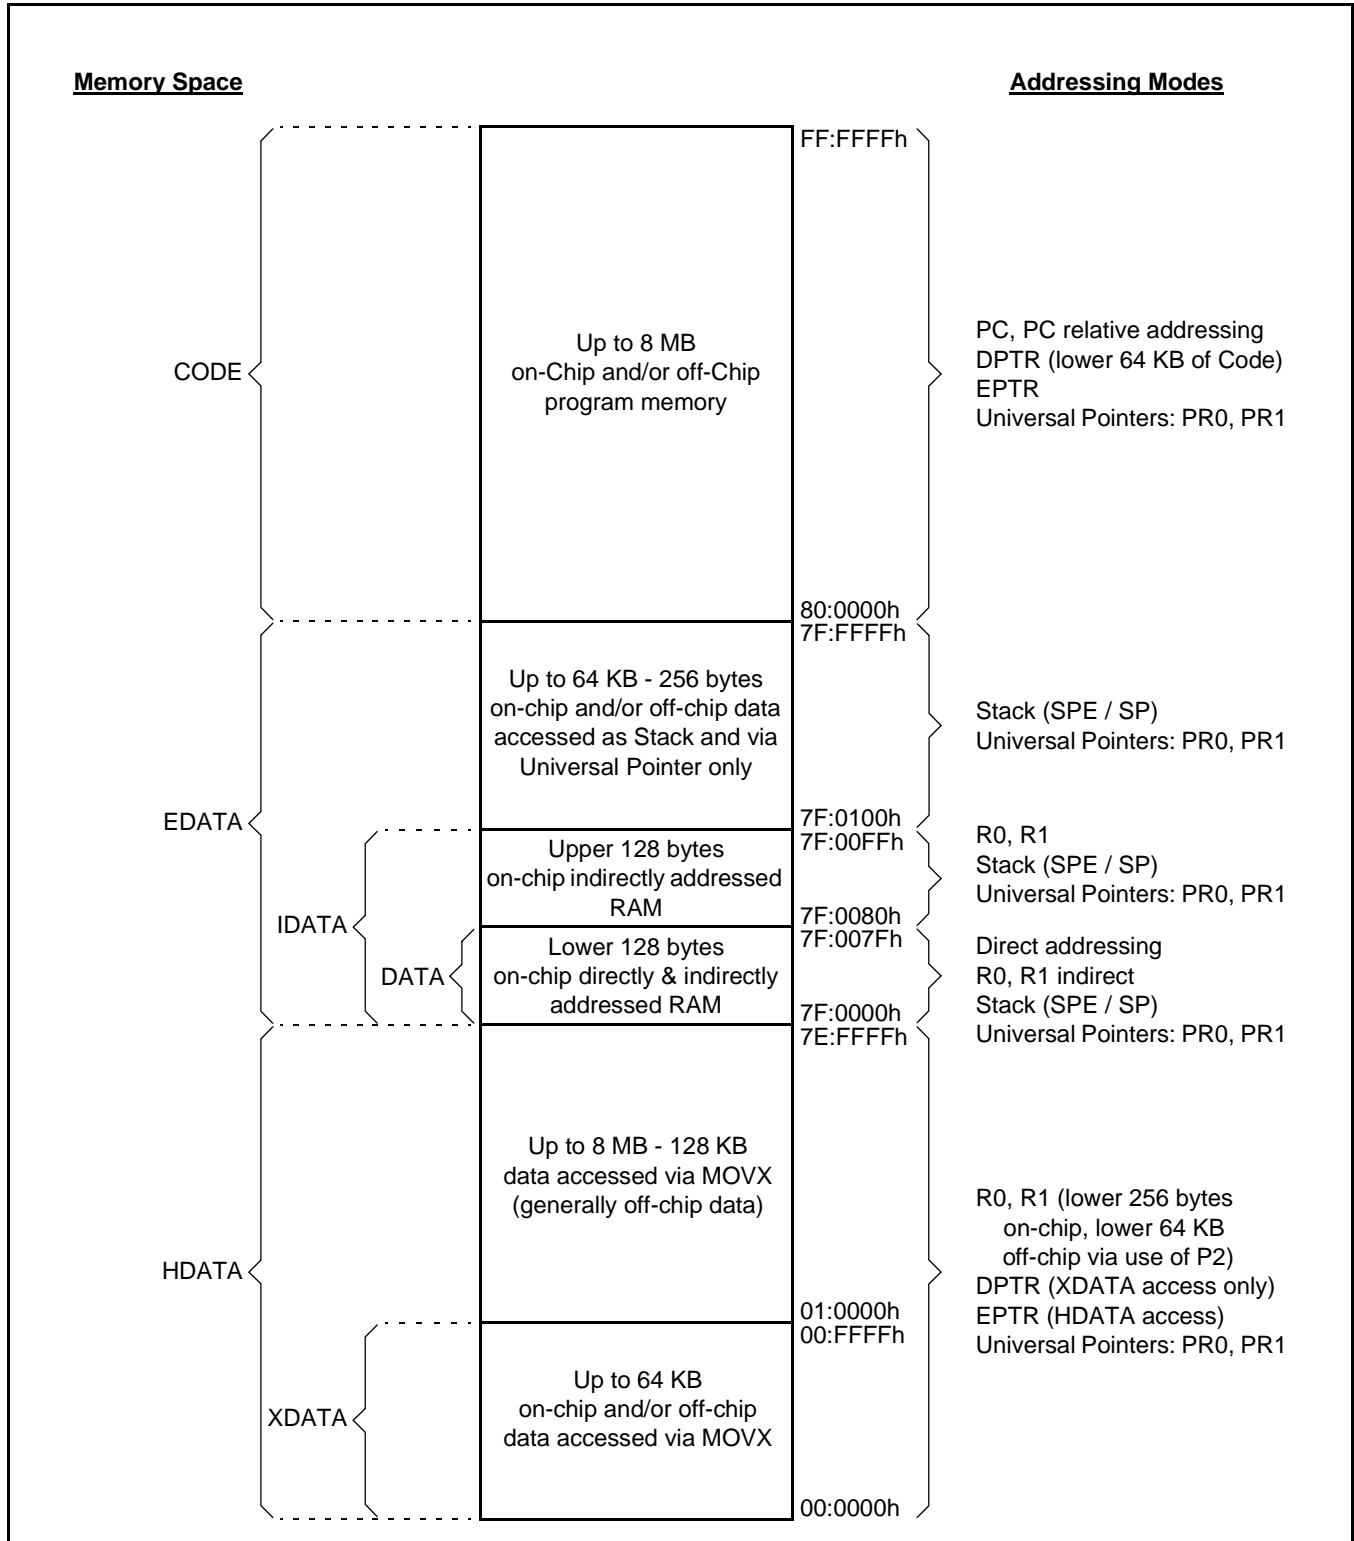 Memory Space
Addressing Modes
FF:FFFFh
CODE
Up to 8 MB
on-Chip and/or off-Chip
program memory
PC, PC relative addressing
DPTR (lower 64 KB of Code)
EPTR
Universal Pointers: PR0, PR1
80:0000h
7F:FFFFh
EDATA
Up to 64 KB - 256 bytes
on-chip and/or off-chip data
accessed as Stack and via
Universal Pointer only
Stack (SPE / SP)
Universal Pointers: PR0, PR1
7F:0100h
7F:00FFh
IDATA
Upper 128 bytes
on-chip indirectly addressed
RAM
R0, R1
Stack (SPE / SP)
Universal Pointers: PR0, PR1
7F:0080h
7F:007Fh
DATA
Lower 128 bytes
on-chip directly & indirectly
addressed RAM
Direct addressing
R0, R1 indirect
Stack (SPE / SP)
Universal Pointers: PR0, PR1
7F:0000h
7E:FFFFh
HDATA
Up to 8 MB - 128 KB
data accessed via MOVX
(generally off-chip data)
R0, R1 (lower 256 bytes
on-chip, lower 64 KB
off-chip via use of P2)
DPTR (XDATA access only)
EPTR (HDATA access)
Universal Pointers: PR0, PR1
01:0000h
00:FFFFh
XDATA
Up to 64 KB
on-chip and/or off-chip
data accessed via MOVX
00:0000h